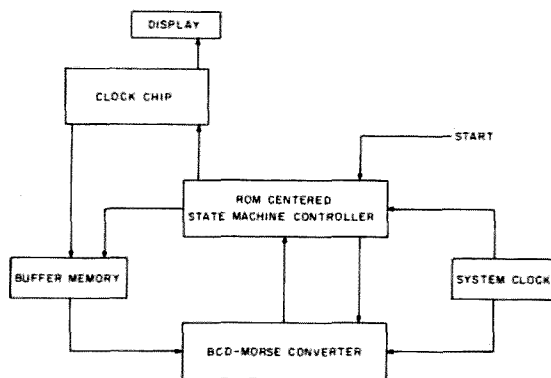 DISPLAY
CLOCK CHIP
START
ROM CENTERED
STATE MACHINE CONTROLLER
BUFFER MEMORY
SYSTEM CLOCK
BCD-MORSE CONVERTER